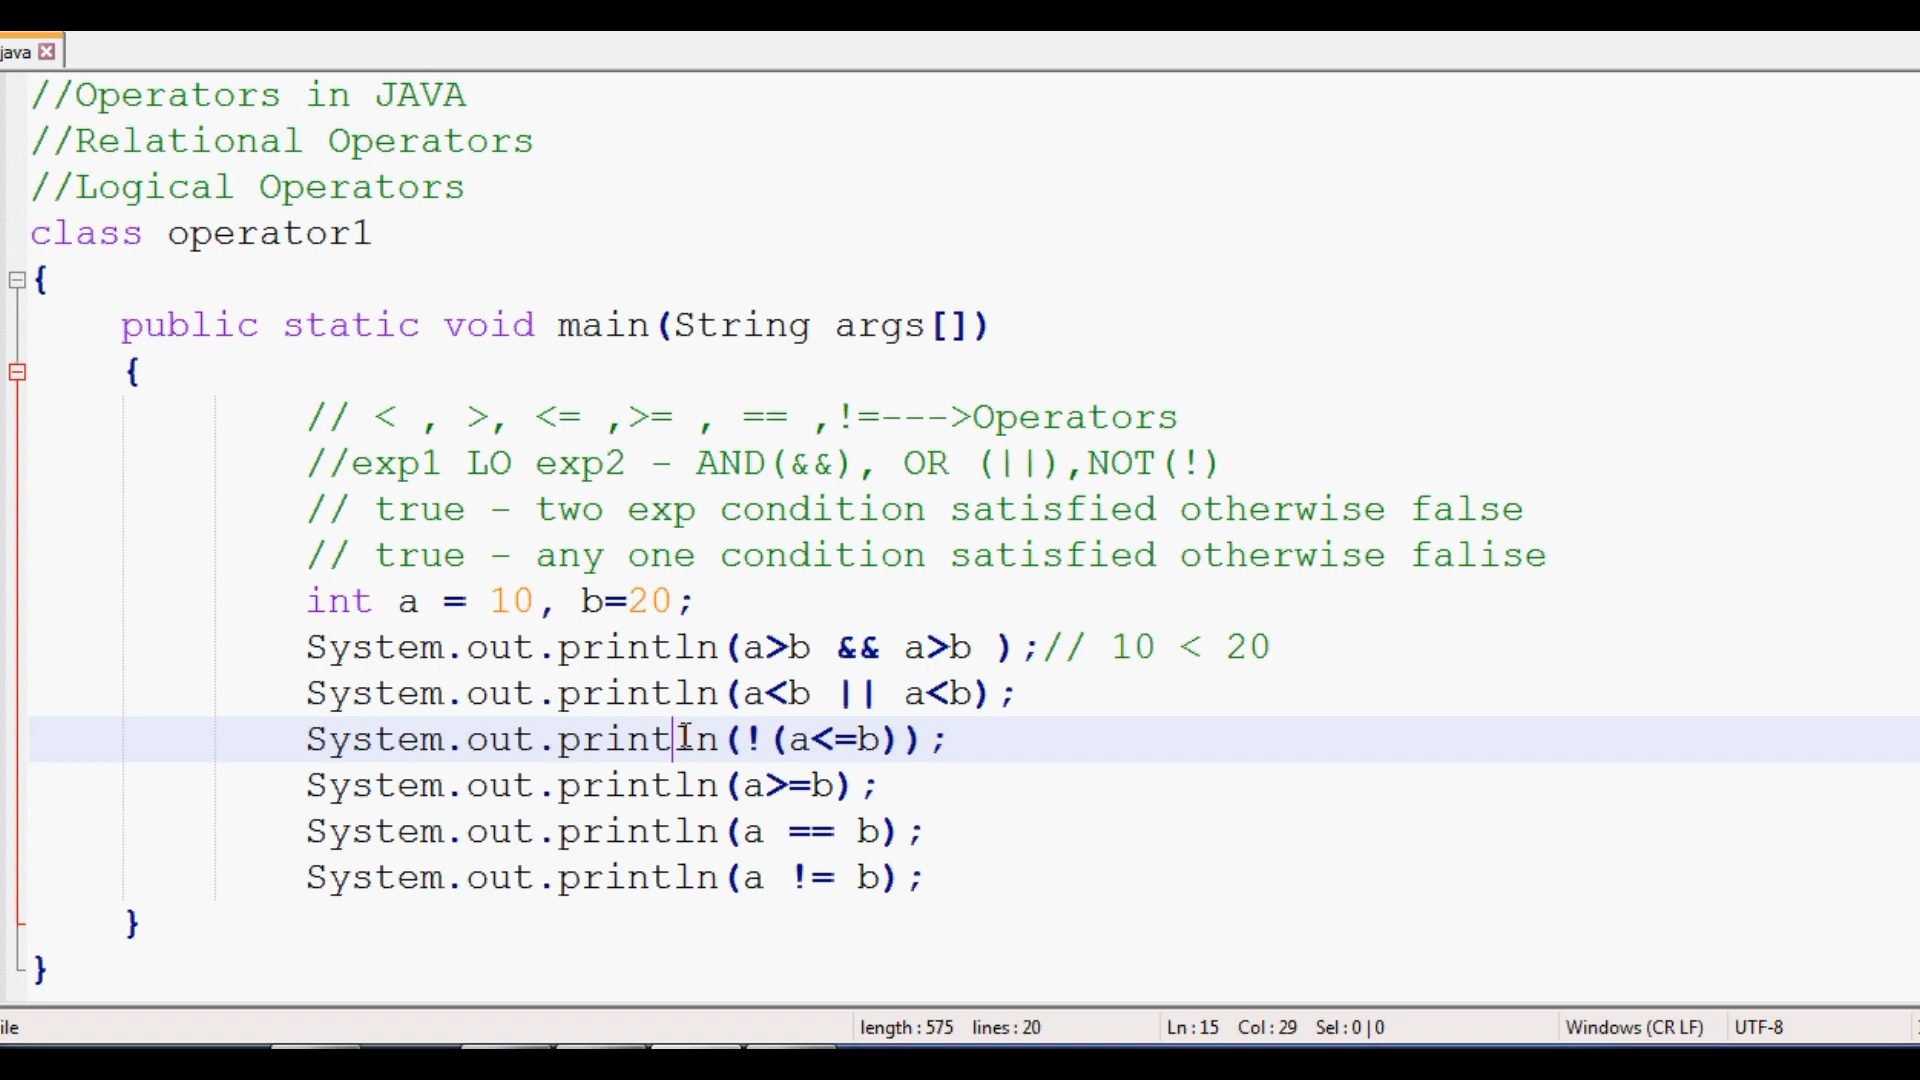 java
//Operators in JAVA
//Relational Operators
//Logical Operators
class operator1
{
public static void main(String args[])
{
// < , >, <= ,>= , == ,!=--->Operators
//exp1 LO exp2 - AND(&&), OR (||),NOT(!)
// true - two exp condition satisfied otherwise false
// true - any one condition satisfied otherwise falise
int a = 10, b=20;
System.out.println(a>b && a>b );// 10 < 20
System.out.println(a<b || a<b);
System.out.println(!(a<=b));
System.out.println(a>=b);
System.out.println(a == b);
System.out.println(a != b);
}
}
ile length : 575 lines : 20 Ln : 15 Col : 29 Sel : 0 | 0 Windows (CR LF) UTF-8